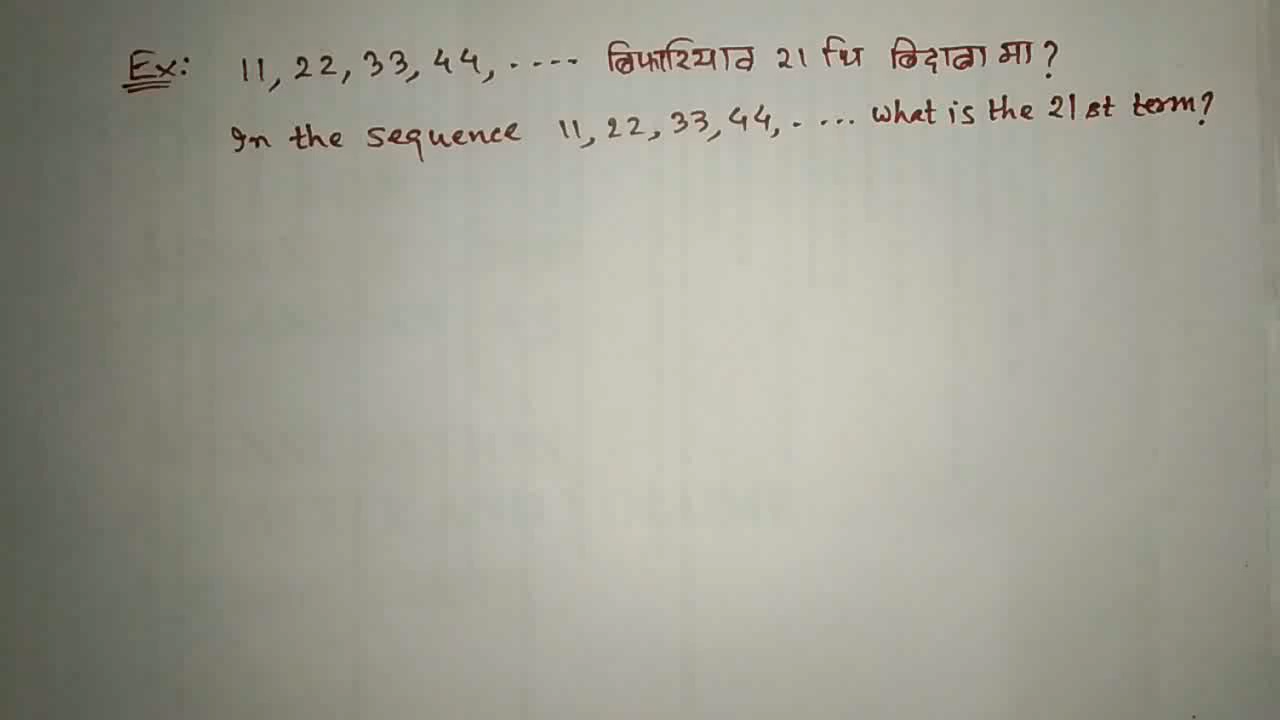 Ex: 11, 22, 33, 44, .... बिफारियाव 21 थि बिदाब मा?
In the sequence 11, 22, 33, 44, .... what is the 21st term?